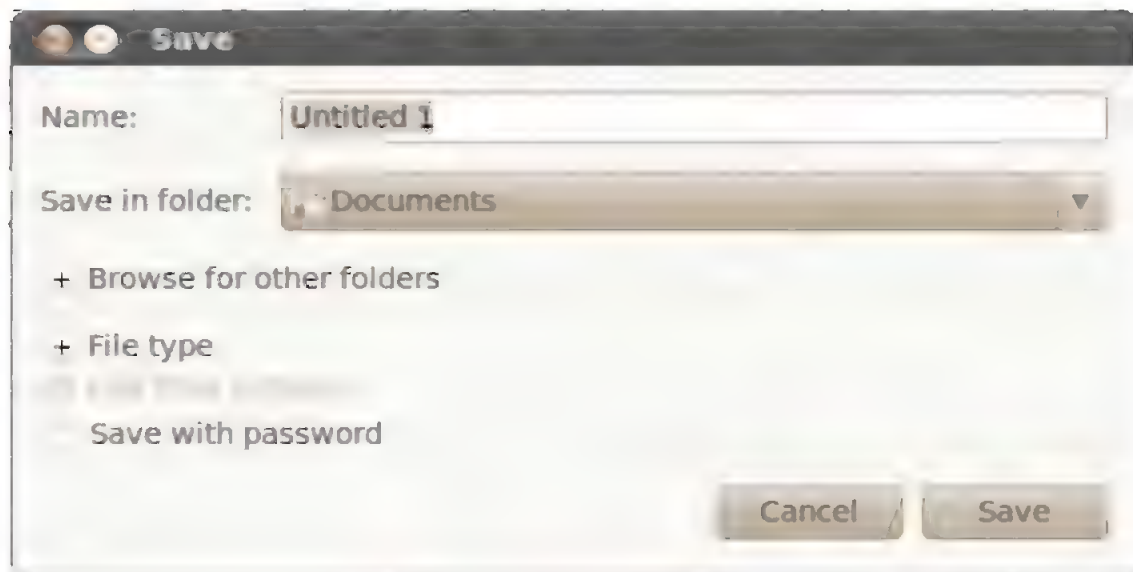 Save
Name:
Untitled 1
Save in folder:
Documents
+ Browse for other folders
+ File type
Save with password
Cancel
Save